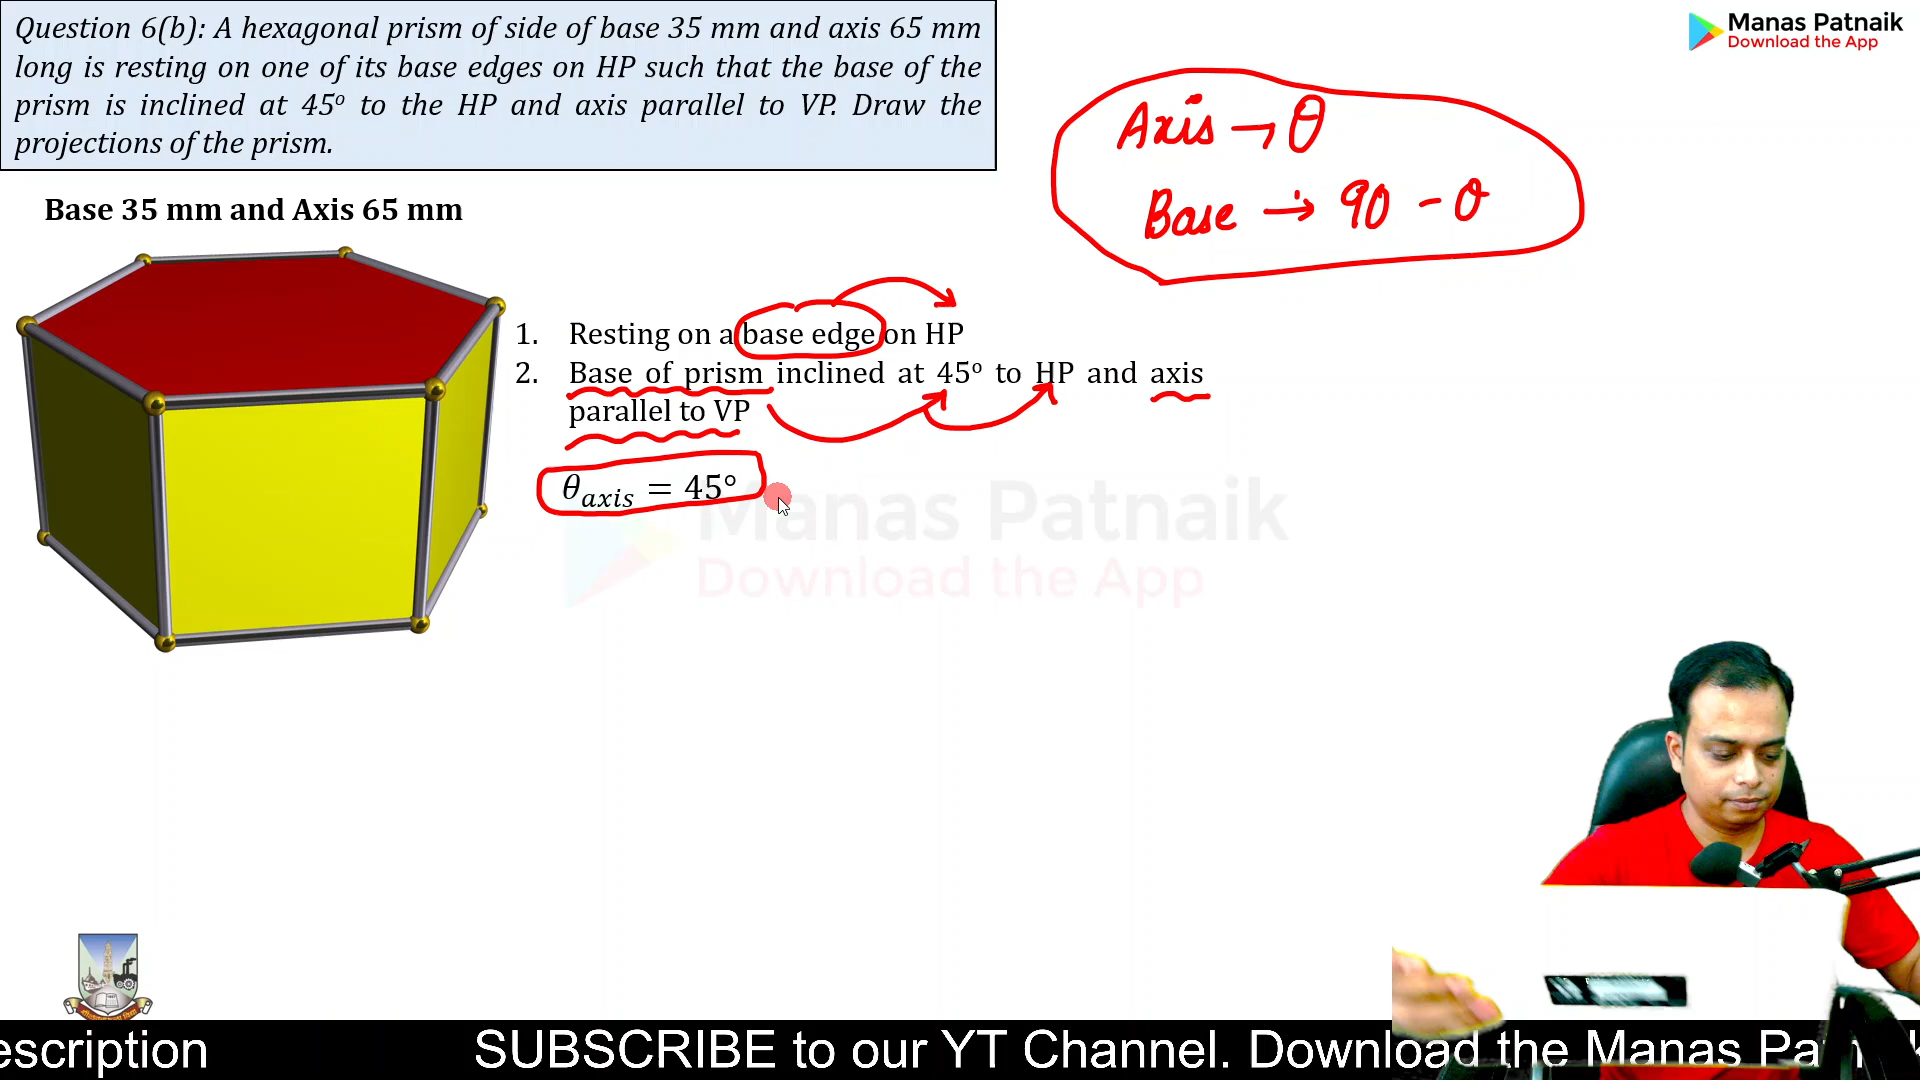 Question 6(b): A hexagonal prism of side of base 35 mm and axis 65 mm
long is resting on one of its base edges on HP such that the base of the
prism is inclined at 45° to the HP and axis parallel to VP. Draw the
projections of the prism.
Manas Patnaik
Download the App
Axis → θ
Base → 90 - θ
Base 35 mm and Axis 65 mm
1. Resting on a base edge on HP
2. Base of prism inclined at 45° to HP and axis
parallel to VP
θaxis = 45°
Manas Patnaik
Download the App
escription SUBSCRIBE to our YT Channel. Download the Manas Pa